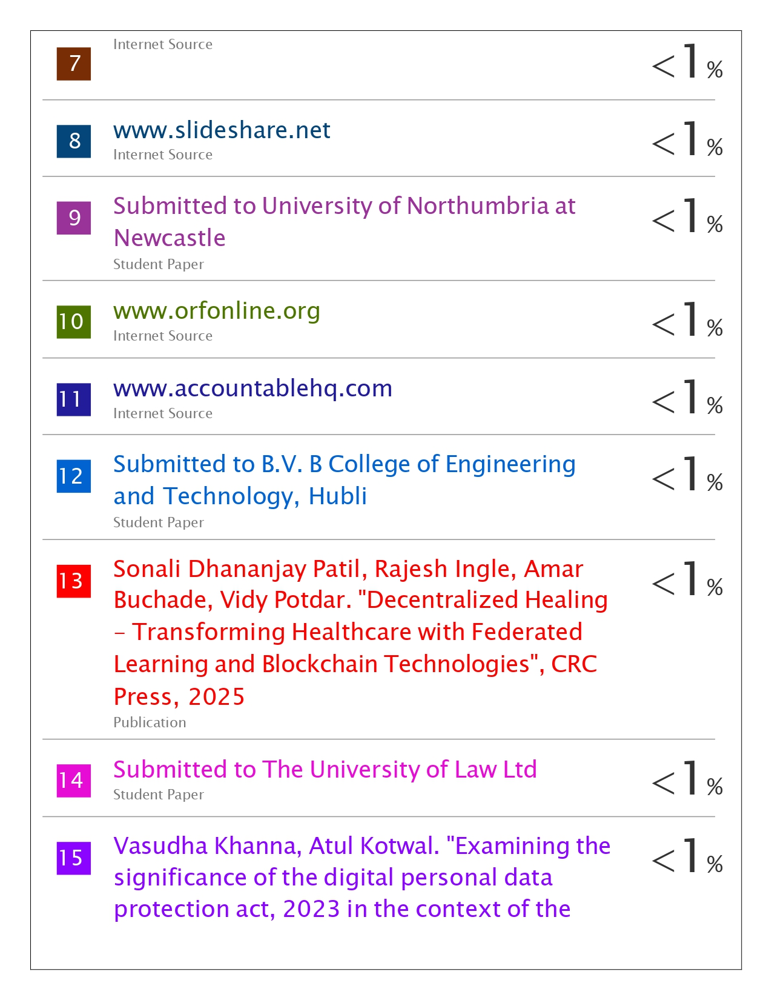 Internet Source
7 <1%
www.slideshare.net
8 <1%
Internet Source
Submitted to University of Northumbria at
9 <1%
Newcastle
Student Paper
www.orfonline.org
10 <1%
Internet Source
www.accountablehq.com
11 <1%
Internet Source
Submitted to B.V. B College of Engineering
12 <1%
and Technology, Hubli
Student Paper
Sonali Dhananjay Patil, Rajesh Ingle, Amar
13 <1%
Buchade, Vidy Potdar. "Decentralized Healing
– Transforming Healthcare with Federated
Learning and Blockchain Technologies", CRC
Press, 2025
Publication
Submitted to The University of Law Ltd
14 <1%
Student Paper
Vasudha Khanna, Atul Kotwal. "Examining the
15 <1%
significance of the digital personal data
protection act, 2023 in the context of the